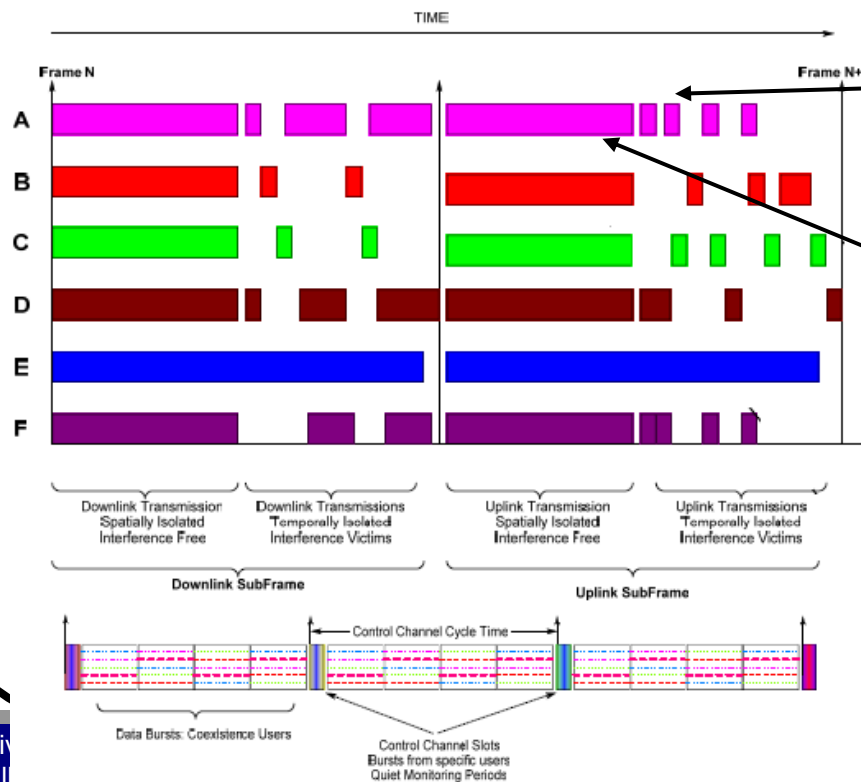 TIME
Frame N
Frame N+
A
B
C
D
E
F
Downlink Transmission
Spatially Isolated
Interference Free
Downlink Transmissions
Temporally Isolated
Interference Victims
Uplink Transmission
Spatially Isolated
Interference Free
Uplink Transmissions
Temporally Isolated
Interference Victims
Downlink SubFrame
Uplink SubFrame
Control Channel Cycle Time
Data Bursts: Coexistence Users
Control Channel Slots
Bursts from specific users
Quiet Monitoring Periods